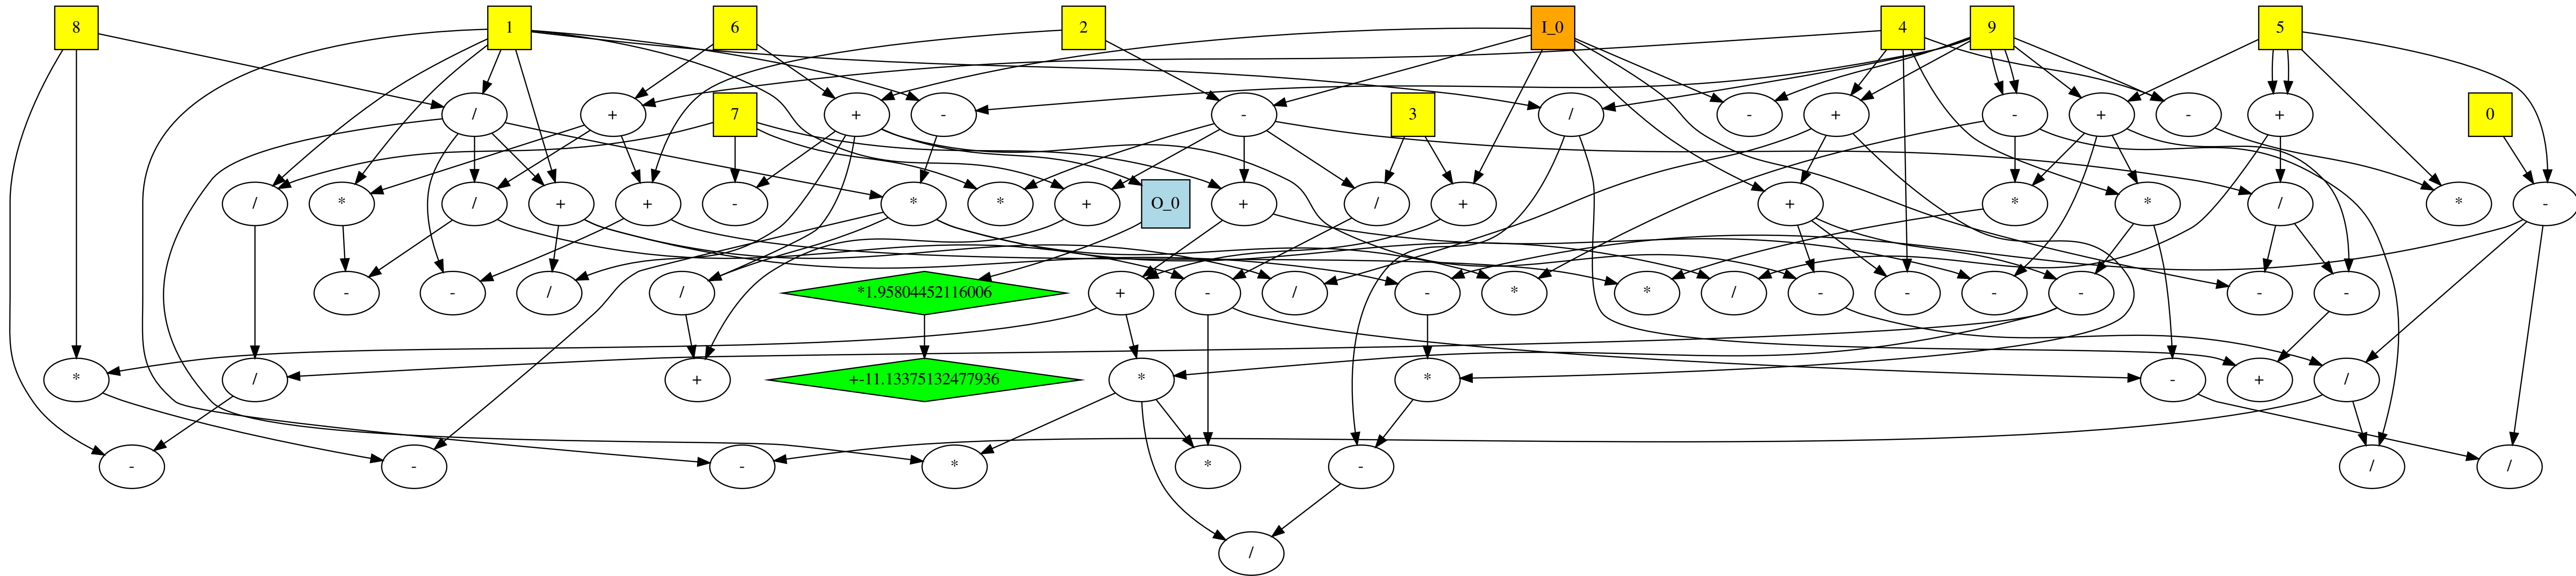 8 1 6 2 I_0 4 9 5
/ + 7 + - - 3 / - + - + - + 0
/ * / + + - * * + O_0 + / + + * * / * -
- - / / *1.95804452116006 + - / - * * / - - - - - -
* / + +-11.13375132477936 * * - + /
- - - * * - / /
/